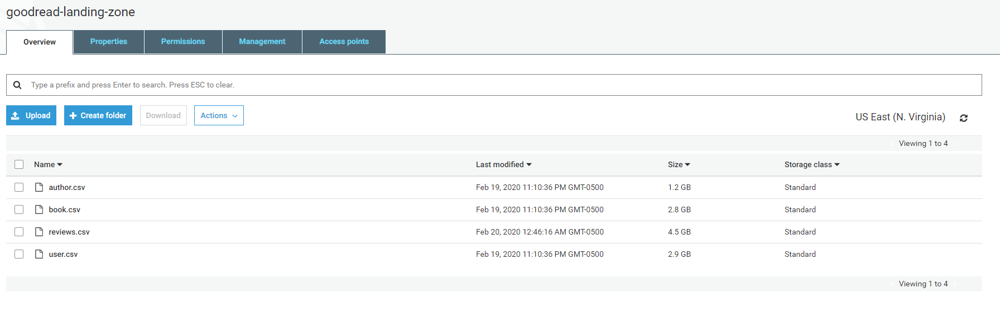 goodread-landing-zone
Overview Properties Permissions Management Access points
Type a prefix and press Enter to search. Press ESC to clear.
Upload Create folder Download Actions US East (N. Virginia)
Viewing 1 to 4
Name Last modified Size Storage class
author.csv Feb 19, 2020 11:10:36 PM GMT-0500 1.2 GB Standard
book.csv Feb 19, 2020 11:10:36 PM GMT-0500 2.8 GB Standard
reviews.csv Feb 20, 2020 12:46:16 AM GMT-0500 4.5 GB Standard
user.csv Feb 19, 2020 11:10:36 PM GMT-0500 2.9 GB Standard
Viewing 1 to 4